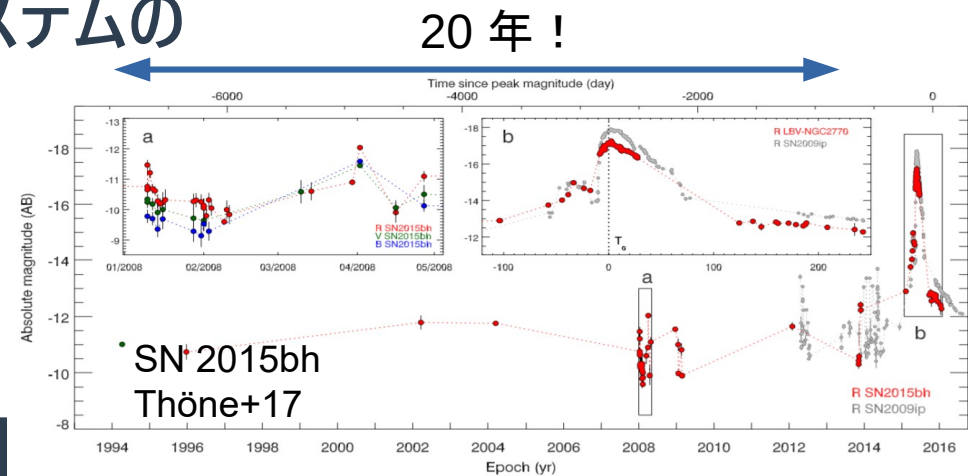 ステムの
20 年！
Time since peak magnitude (day)
-6000 -4000 -2000 0
Absolute magnitude (AB)
-18
-16
-14
-12
-10
-8
a
-13
-12
-11
-10
-9
R SN2015bh
V SN2015bh
B SN2015bh
01/2008 02/2008 03/2008 04/2008 05/2008
b
R LBV-NGC2770
R SN2009ip
-18
-16
-14
-12
-100 0 100 200
a
b
SN 2015bh
Thöne+17
R SN2015bh
R SN2009ip
1994 1996 1998 2000 2002 2004 2006 2008 2010 2012 2014 2016
Epoch (yr)